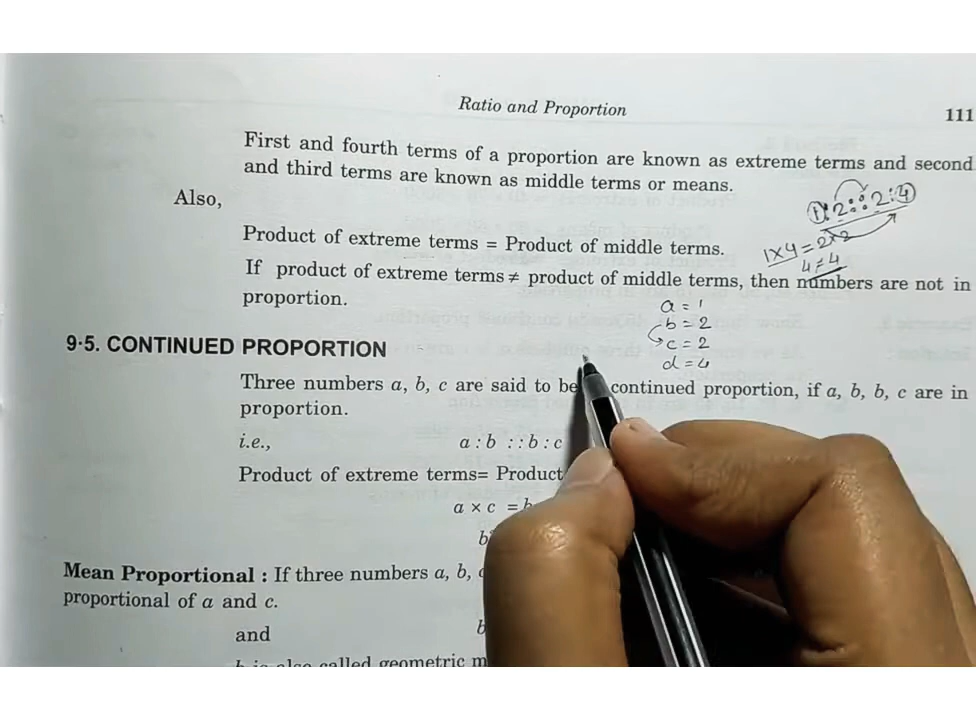 Ratio and Proportion 111
First and fourth terms of a proportion are known as extreme terms and second
and third terms are known as middle terms or means.
1:2::2:4
Also,
Product of extreme terms = Product of middle terms.
1×4=2×2
4=4
If product of extreme terms ≠ product of middle terms, then numbers are not in
proportion.
a = 1
b = 2
c = 2
d = 4
9·5. CONTINUED PROPORTION
Three numbers a, b, c are said to be continued proportion, if a, b, b, c are in
proportion.
i.e., a : b : : b : c
Product of extreme terms= Product
a × c =
b
Mean Proportional : If three numbers a, b,
proportional of a and c.
and b
b is also called geometric